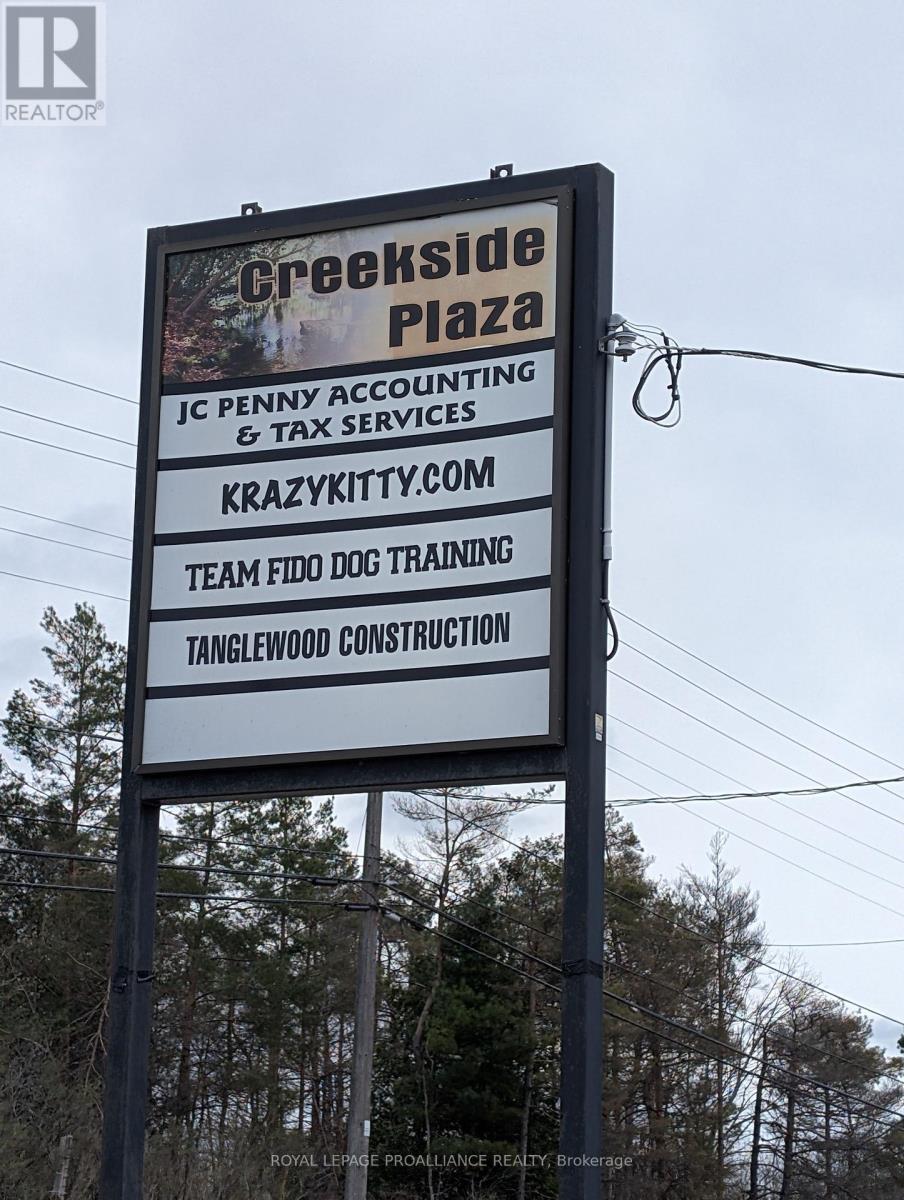 R
REALTOR®
Creekside
Plaza
JC PENNY ACCOUNTING
& TAX SERVICES
KRAZYKITTY.COM
TEAM FIDO DOG TRAINING
TANGLEWOOD CONSTRUCTION
ROYAL LEPAGE PROALLIANCE REALTY, Brokerage